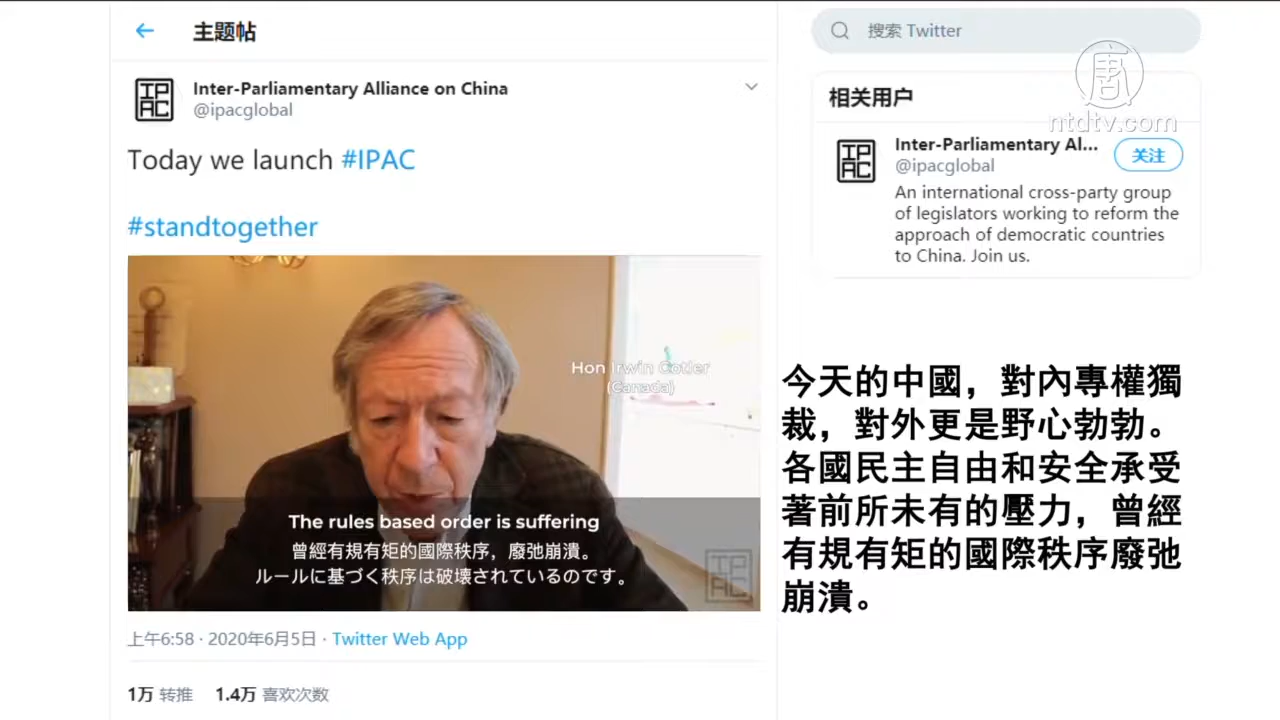 主题帖
搜索 Twitter
Inter-Parliamentary Alliance on China
@ipacglobal
Today we launch #IPAC
#standtogether
Hon Irwin Cotler
(Canada)
The rules based order is suffering
曾經有規有矩的國際秩序，廢弛崩潰。
ルールに基づく秩序は破壊されているのです。
IPAC
上午6:58 · 2020年6月5日 · Twitter Web App
1万 转推 1.4万 喜欢次数
相关用户
唐
ntdtv.com
IPAC
Inter-Parliamentary Al...
@ipacglobal
关注
An international cross-party group
of legislators working to reform the
approach of democratic countries
to China. Join us.
今天的中國，對內專權獨
裁，對外更是野心勃勃。
各國民主自由和安全承受
著前所未有的壓力，曾經
有規有矩的國際秩序廢弛
崩潰。